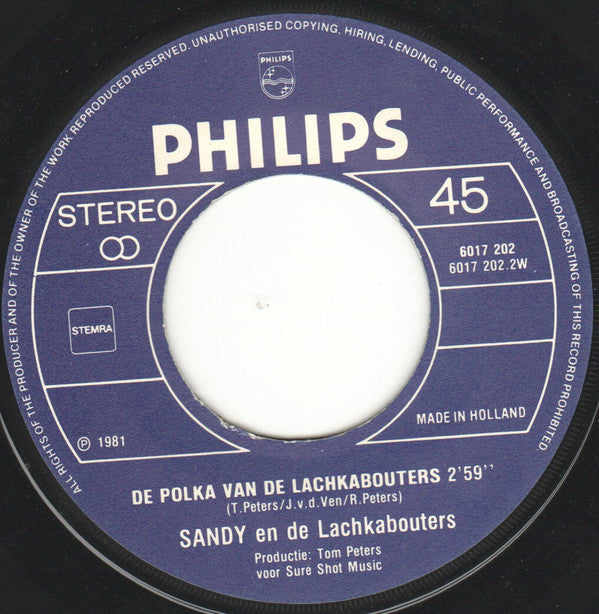 ALL RIGHTS OF THE PRODUCER AND OF THE OWNER OF THE WORK REPRODUCED RESERVED. UNAUTHORISED COPYING, HIRING, LENDING, PUBLIC PERFORMANCE AND BROADCASTING OF THIS RECORD PROHIBITED
PHILIPS
PHILIPS
STEREO
45
6017 202
6017 202.2W
STEMRA
MADE IN HOLLAND
℗ 1981
DE POLKA VAN DE LACHKABOUTERS 2'59''
(T.Peters/J.v.d.Ven/R.Peters)
SANDY en de Lachkabouters
Productie: Tom Peters
voor Sure Shot Music